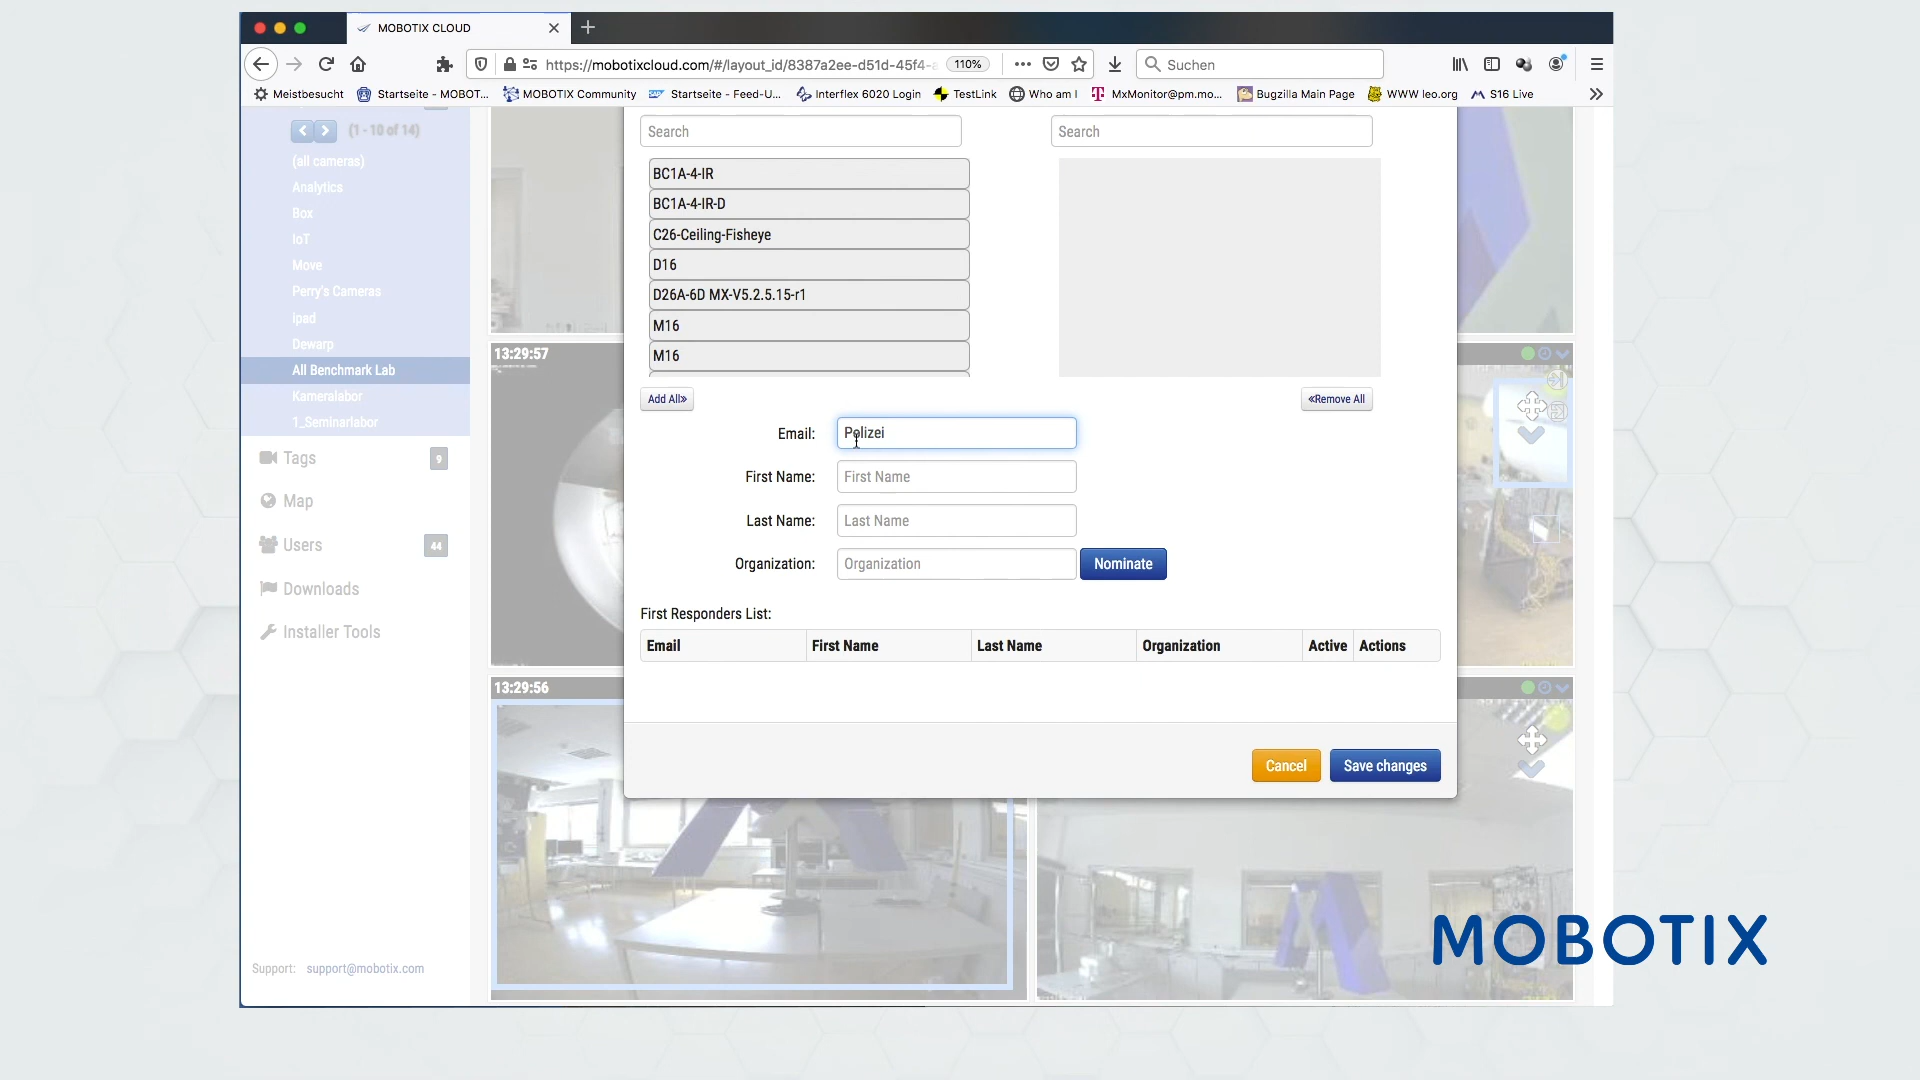 MOBOTIX CLOUD
https://mobotixcloud.com/#/layout_id/8387a2ee-d51d-45f4-
110%
Suchen
Meistbesucht
Startseite - MOBOT...
MOBOTIX Community
Startseite - Feed-U...
Interflex 6020 Login
TestLink
Who am I
MxMonitor@pm.mo...
Bugzilla Main Page
WWW leo.org
S16 Live
(1 - 10 of 14)
(all cameras)
Analytics
Box
IoT
Move
Perry's Cameras
Ipad
Dewarp
All Benchmark Lab
Kameralabor
1_Seminarlabor
Tags
9
Map
Users
44
Downloads
Installer Tools
Support: support@mobotix.com
13:29:57
13:29:56
Search
Search
BC1A-4-IR
BC1A-4-IR-D
C26-Ceiling-Fisheye
D16
D26A-6D MX-V5.2.5.15-r1
M16
M16
Add All»
«Remove All
Email:
Polizei
First Name:
First Name
Last Name:
Last Name
Organization:
Organization
Nominate
First Responders List:
Email First Name Last Name Organization Active Actions
Cancel
Save changes
MOBOTIX